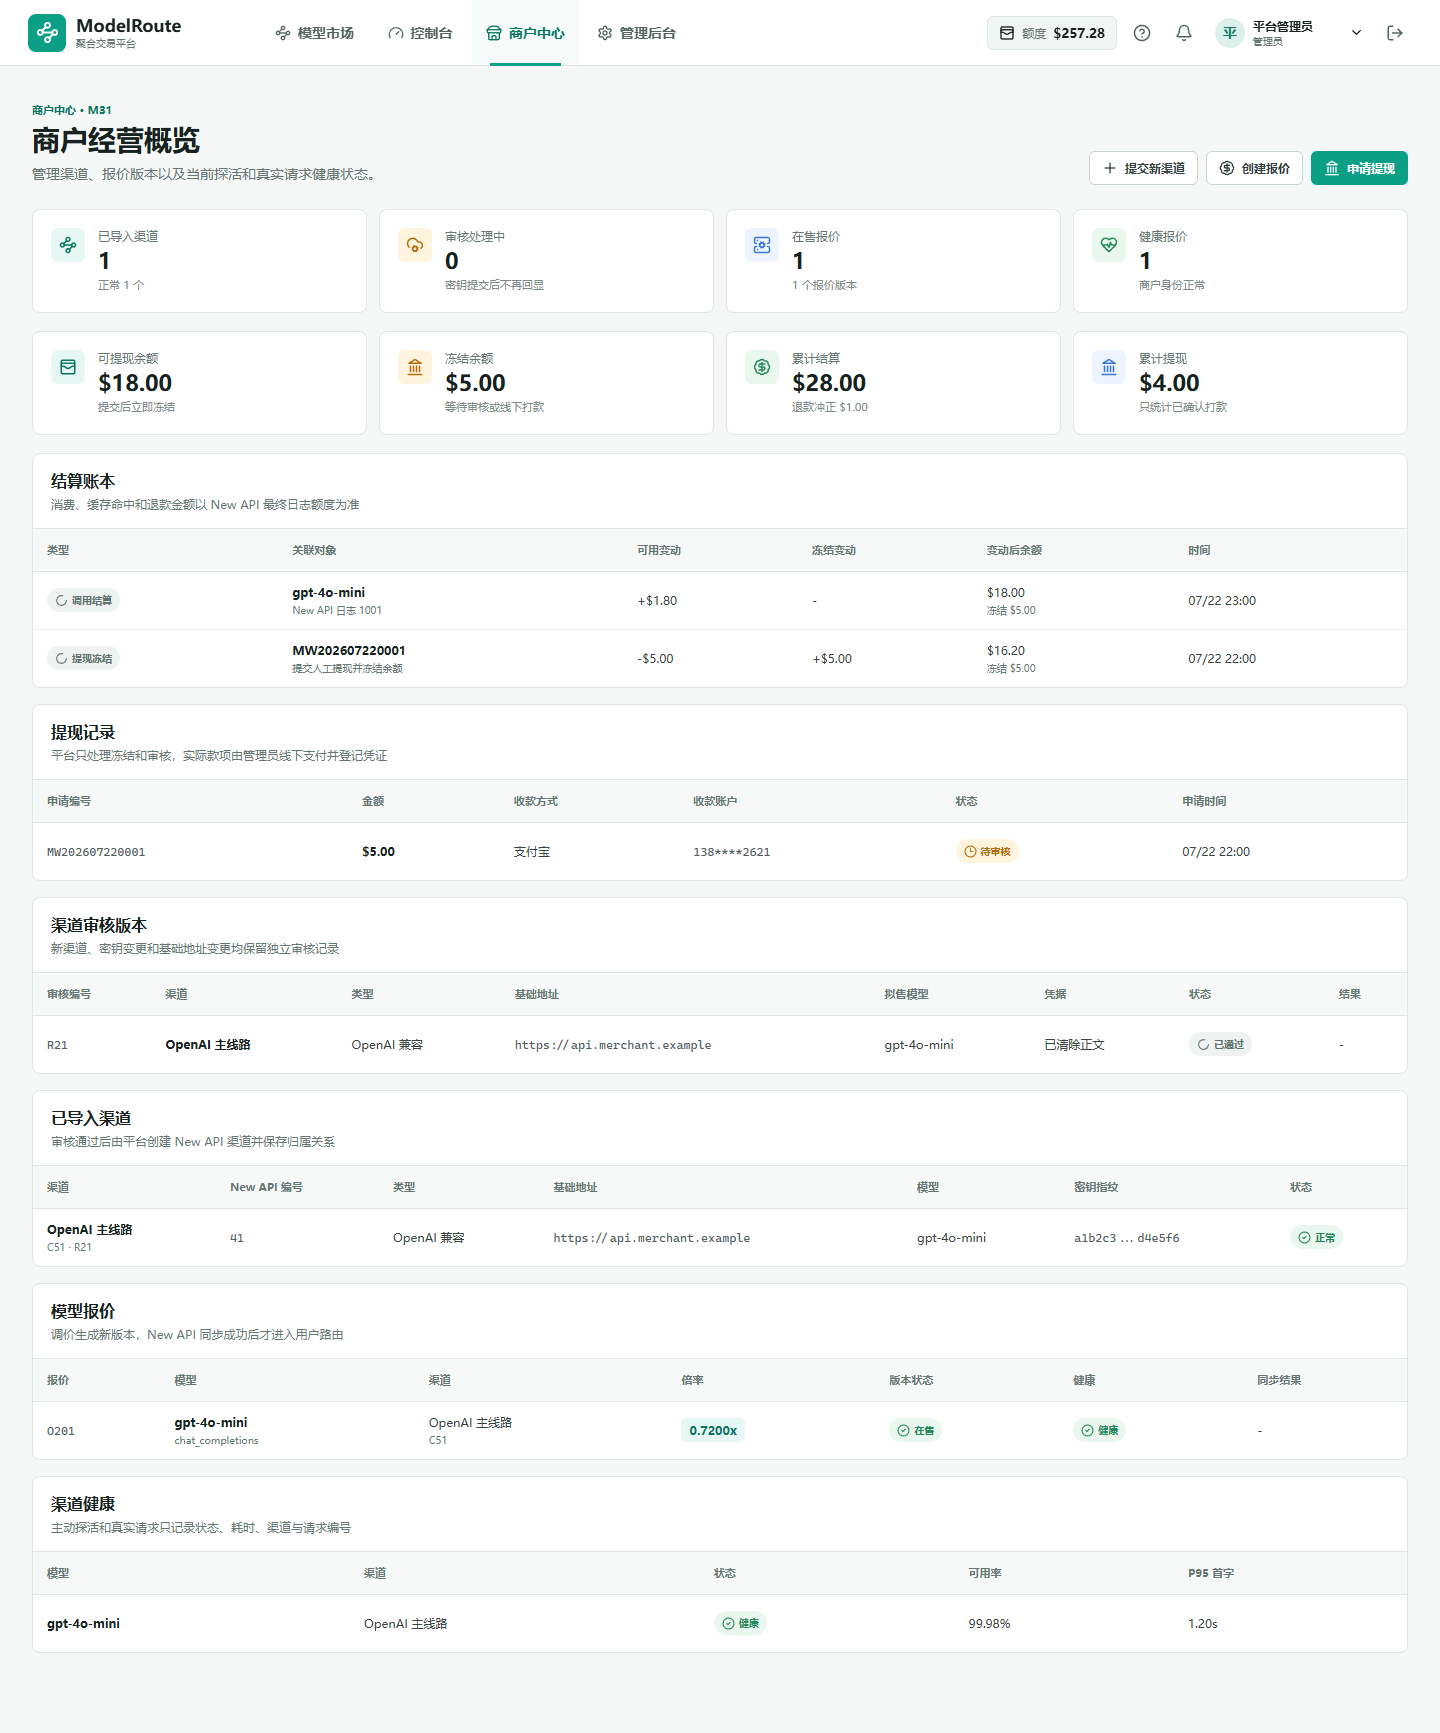 ModelRoute
聚合交易平台
模型市场
控制台
商户中心
管理后台
额度 $257.28
平
平台管理员
管理员
商户中心 • M31
商户经营概览
管理渠道、报价版本以及当前探活和真实请求健康状态。
提交新渠道
创建报价
申请提现
已导入渠道
1
正常 1 个
审核处理中
0
密钥提交后不再回显
在售报价
1
1 个报价版本
健康报价
1
商户身份正常
可提现余额
$18.00
提交后立即冻结
冻结余额
$5.00
等待审核或线下打款
累计结算
$28.00
退款冲正 $1.00
累计提现
$4.00
只统计已确认打款
结算账本
消费、缓存命中和退款金额以 New API 最终日志额度为准
类型 关联对象 可用变动 冻结变动 变动后余额 时间
调用结算 gpt-4o-mini +$1.80 - $18.00 07/22 23:00
New API 日志 1001 冻结 $5.00
提现冻结 MW202607220001 -$5.00 +$5.00 $16.20 07/22 22:00
提交人工提现并冻结余额 冻结 $5.00
提现记录
平台只处理冻结和审核，实际款项由管理员线下支付并登记凭证
申请编号 金额 收款方式 收款账户 状态 申请时间
MW202607220001 $5.00 支付宝 138****2621 待审核 07/22 22:00
渠道审核版本
新渠道、密钥变更和基础地址变更均保留独立审核记录
审核编号 渠道 类型 基础地址 拟售模型 凭据 状态 结果
R21 OpenAI 主线路 OpenAI 兼容 https://api.merchant.example gpt-4o-mini 已清除正文 已通过 -
已导入渠道
审核通过后由平台创建 New API 渠道并保存归属关系
渠道 New API 编号 类型 基础地址 模型 密钥指纹 状态
OpenAI 主线路 41 OpenAI 兼容 https://api.merchant.example gpt-4o-mini a1b2c3...d4e5f6 正常
C51 · R21
模型报价
调价生成新版本，New API 同步成功后才进入用户路由
报价 模型 渠道 倍率 版本状态 健康 同步结果
O201 gpt-4o-mini OpenAI 主线路 0.7200x 在售 健康 -
chat_completions C51
渠道健康
主动探活和真实请求只记录状态、耗时、渠道与请求编号
模型 渠道 状态 可用率 P95 首字
gpt-4o-mini OpenAI 主线路 健康 99.98% 1.20s